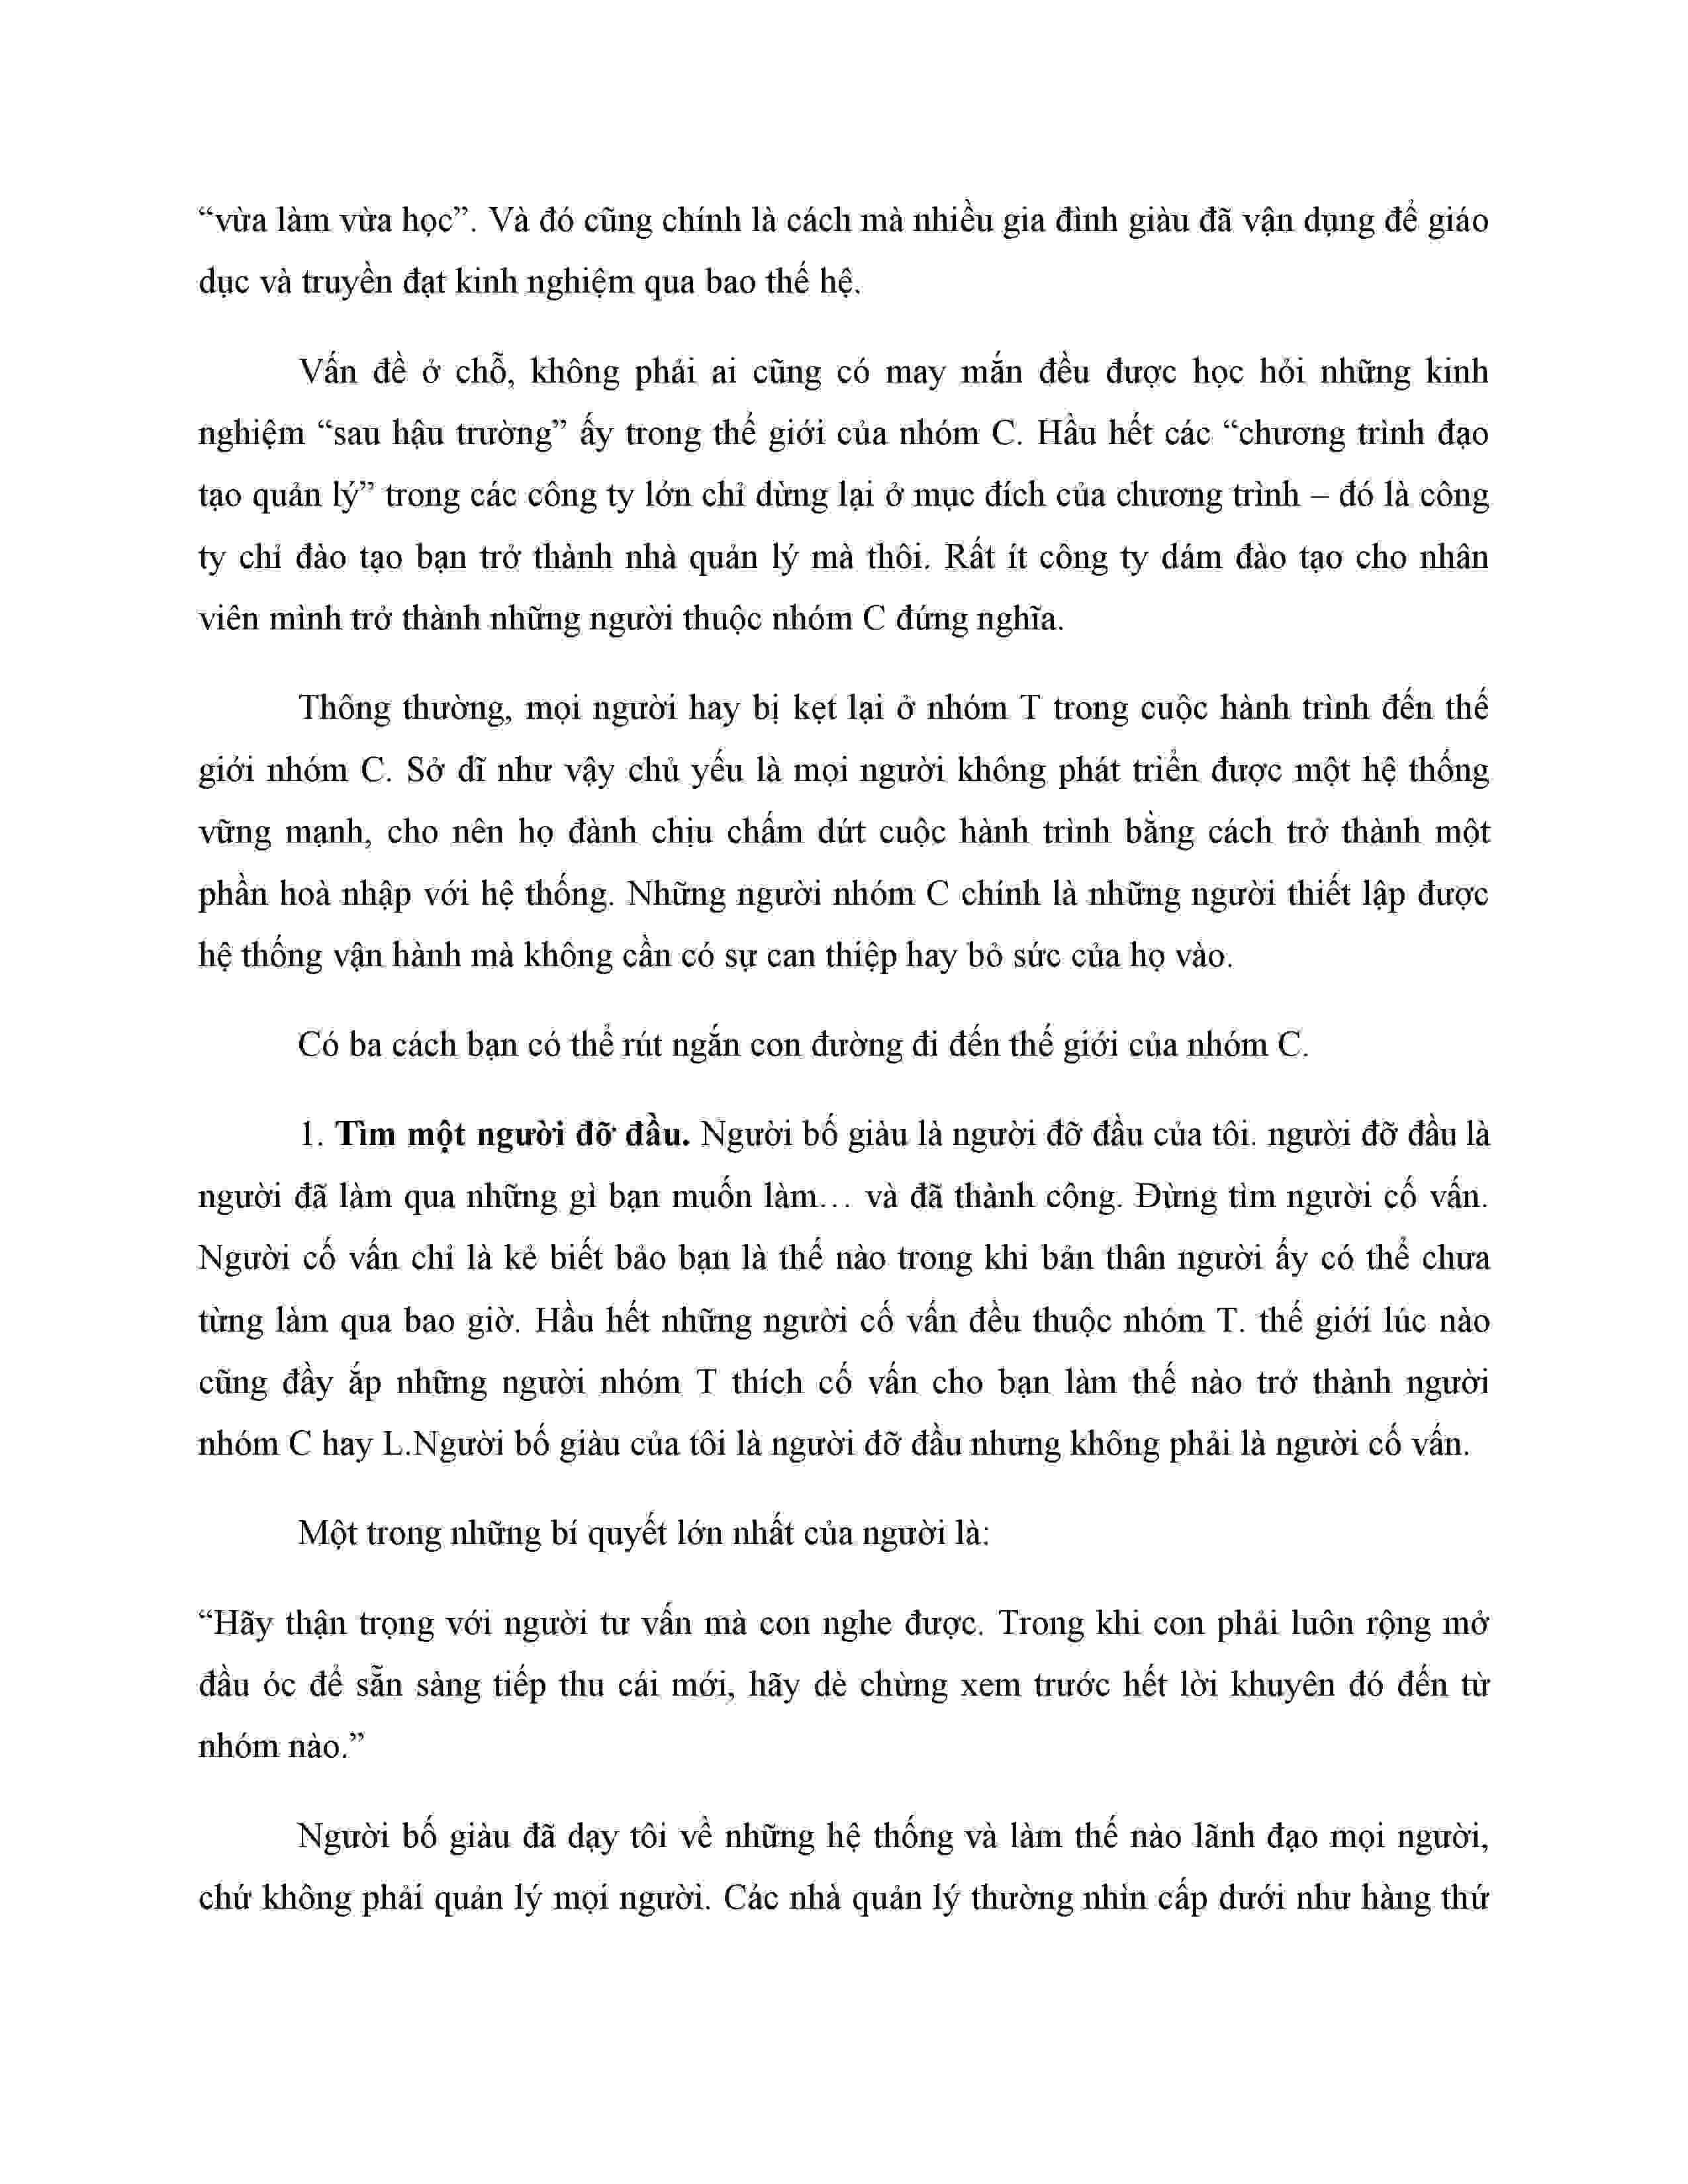 “vừa làm vừa học”. Và đó cũng chính là cách mà nhiều gia đình giàu đã vận dụng để giáo
dục và truyền đạt kinh nghiệm qua bao thế hệ.
Vấn đề ở chỗ, không phải ai cũng có may mắn đều được học hỏi những kinh
nghiệm “sau hậu trường” ấy trong thế giới của nhóm C. Hầu hết các “chương trình đạo
tạo quản lý” trong các công ty lớn chỉ dừng lại ở mục đích của chương trình – đó là công
ty chỉ đào tạo bạn trở thành nhà quản lý mà thôi. Rất ít công ty dám đào tạo cho nhân
viên mình trở thành những người thuộc nhóm C đứng nghĩa.
Thông thường, mọi người hay bị kẹt lại ở nhóm T trong cuộc hành trình đến thế
giới nhóm C. Sở dĩ như vậy chủ yếu là mọi người không phát triển được một hệ thống
vững mạnh, cho nên họ đành chịu chấm dứt cuộc hành trình bằng cách trở thành một
phần hoà nhập với hệ thống. Những người nhóm C chính là những người thiết lập được
hệ thống vận hành mà không cần có sự can thiệp hay bỏ sức của họ vào.
Có ba cách bạn có thể rút ngắn con đường đi đến thế giới của nhóm C.
1. Tìm một người đỡ đầu. Người bố giàu là người đỡ đầu của tôi. người đỡ đầu là
người đã làm qua những gì bạn muốn làm… và đã thành công. Đừng tìm người cố vấn.
Người cố vấn chỉ là kẻ biết bảo bạn là thế nào trong khi bản thân người ấy có thể chưa
từng làm qua bao giờ. Hầu hết những người cố vấn đều thuộc nhóm T. thế giới lúc nào
cũng đầy ắp những người nhóm T thích cố vấn cho bạn làm thế nào trở thành người
nhóm C hay L.Người bố giàu của tôi là người đỡ đầu nhưng không phải là người cố vấn.
Một trong những bí quyết lớn nhất của người là:
“Hãy thận trọng với người tư vấn mà con nghe được. Trong khi con phải luôn rộng mở
đầu óc để sẵn sàng tiếp thu cái mới, hãy dè chừng xem trước hết lời khuyên đó đến từ
nhóm nào.”
Người bố giàu đã dạy tôi về những hệ thống và làm thế nào lãnh đạo mọi người,
chứ không phải quản lý mọi người. Các nhà quản lý thường nhìn cấp dưới như hàng thứ